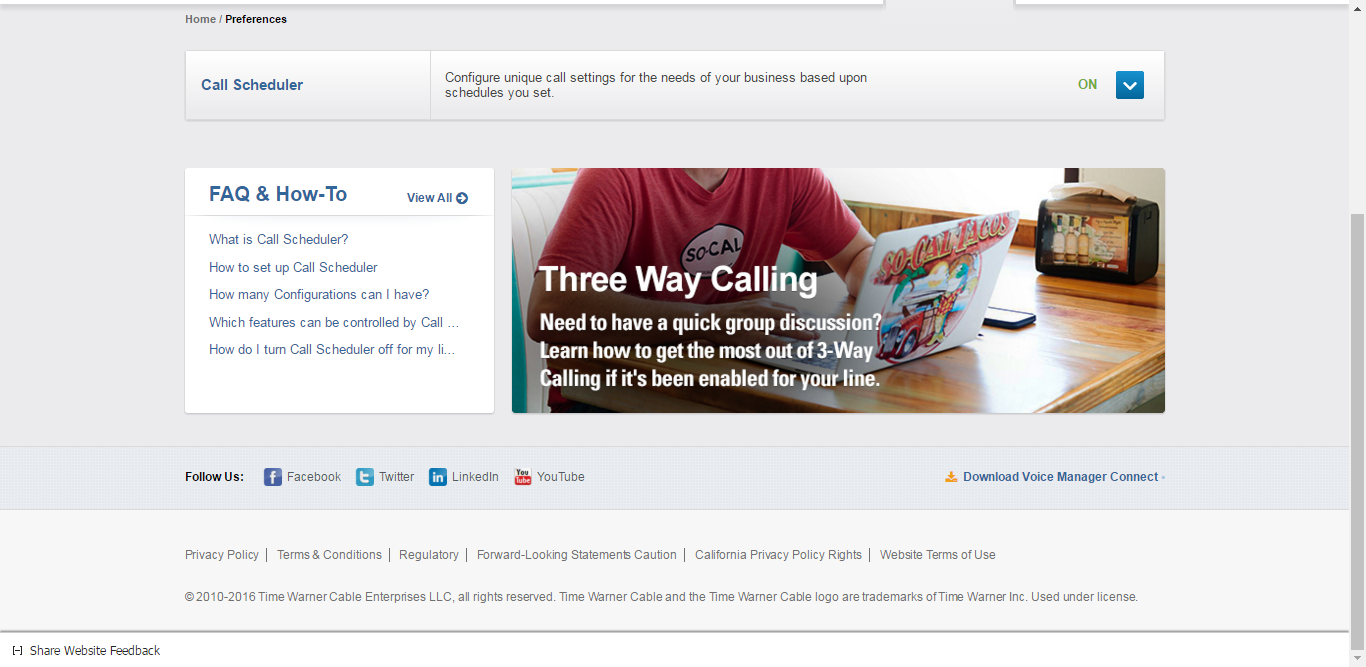 Home / Preferences
Call Scheduler
Configure unique call settings for the needs of your business based upon
schedules you set.
ON
FAQ & How-To
View All
What is Call Scheduler?
How to set up Call Scheduler
How many Configurations can I have?
Which features can be controlled by Call ...
How do I turn Call Scheduler off for my li...
SO-CAL
SO-CAL TACOS
Three Way Calling
Need to have a quick group discussion?
Learn how to get the most out of 3-Way
Calling if it's been enabled for your line.
Follow Us:
Facebook
Twitter
LinkedIn
You Tube YouTube
Download Voice Manager Connect
Privacy Policy
Terms & Conditions
Regulatory
Forward-Looking Statements Caution
California Privacy Policy Rights
Website Terms of Use
© 2010-2016 Time Warner Cable Enterprises LLC, all rights reserved. Time Warner Cable and the Time Warner Cable logo are trademarks of Time Warner Inc. Used under license.
[-] Share Website Feedback